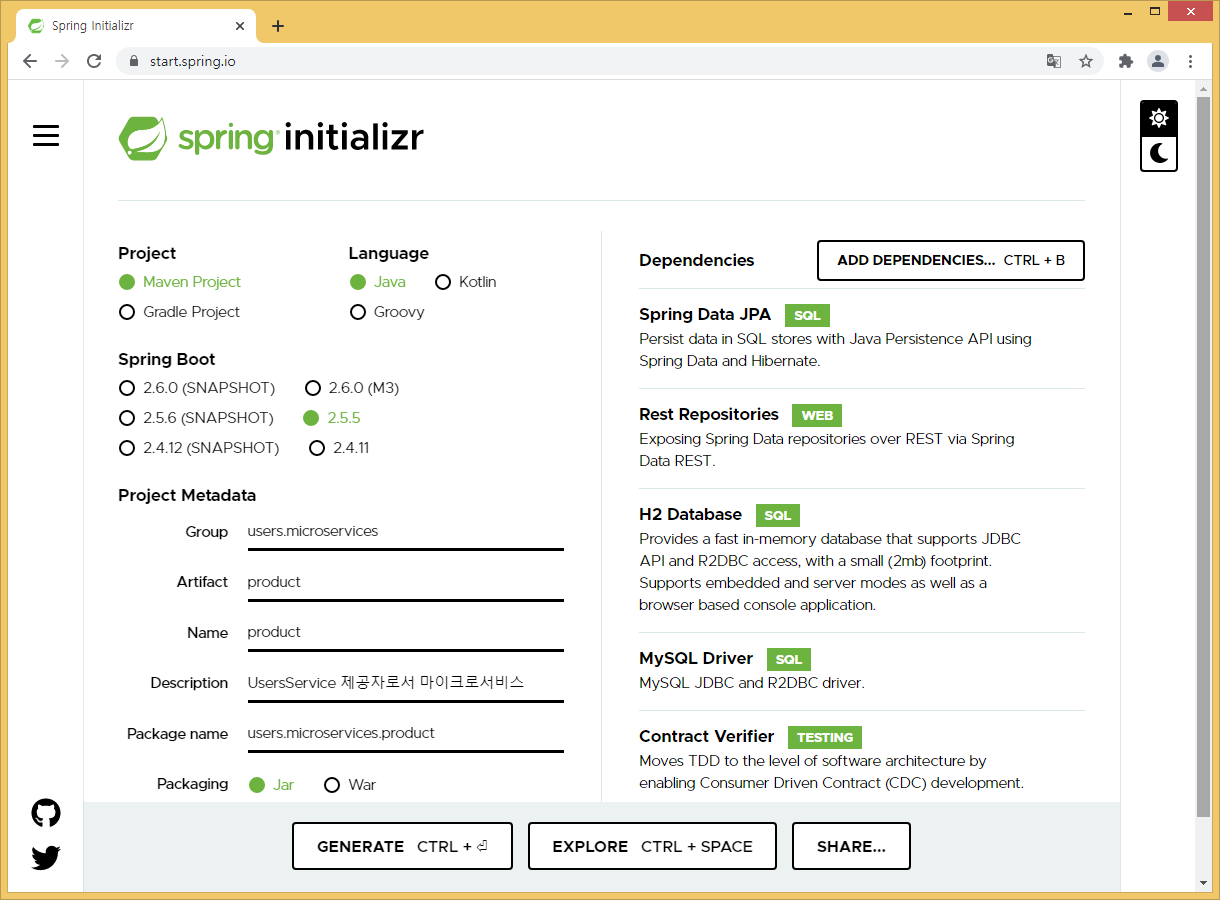 Spring Initializr
start.spring.io
spring initializr
Project
Maven Project
Gradle Project
Language
Java Kotlin
Groovy
Spring Boot
2.6.0 (SNAPSHOT) 2.6.0 (M3)
2.5.6 (SNAPSHOT) 2.5.5
2.4.12 (SNAPSHOT) 2.4.11
Project Metadata
Group users.microservices
Artifact product
Name product
Description UsersService 제공자로서 마이크로서비스
Package name users.microservices.product
Packaging Jar War
Dependencies ADD DEPENDENCIES... CTRL + B
Spring Data JPA SQL
Persist data in SQL stores with Java Persistence API using
Spring Data and Hibernate.
Rest Repositories WEB
Exposing Spring Data repositories over REST via Spring
Data REST.
H2 Database SQL
Provides a fast in-memory database that supports JDBC
API and R2DBC access, with a small (2mb) footprint.
Supports embedded and server modes as well as a
browser based console application.
MySQL Driver SQL
MySQL JDBC and R2DBC driver.
Contract Verifier TESTING
Moves TDD to the level of software architecture by
enabling Consumer Driven Contract (CDC) development.
GENERATE CTRL + ⏎ EXPLORE CTRL + SPACE SHARE...